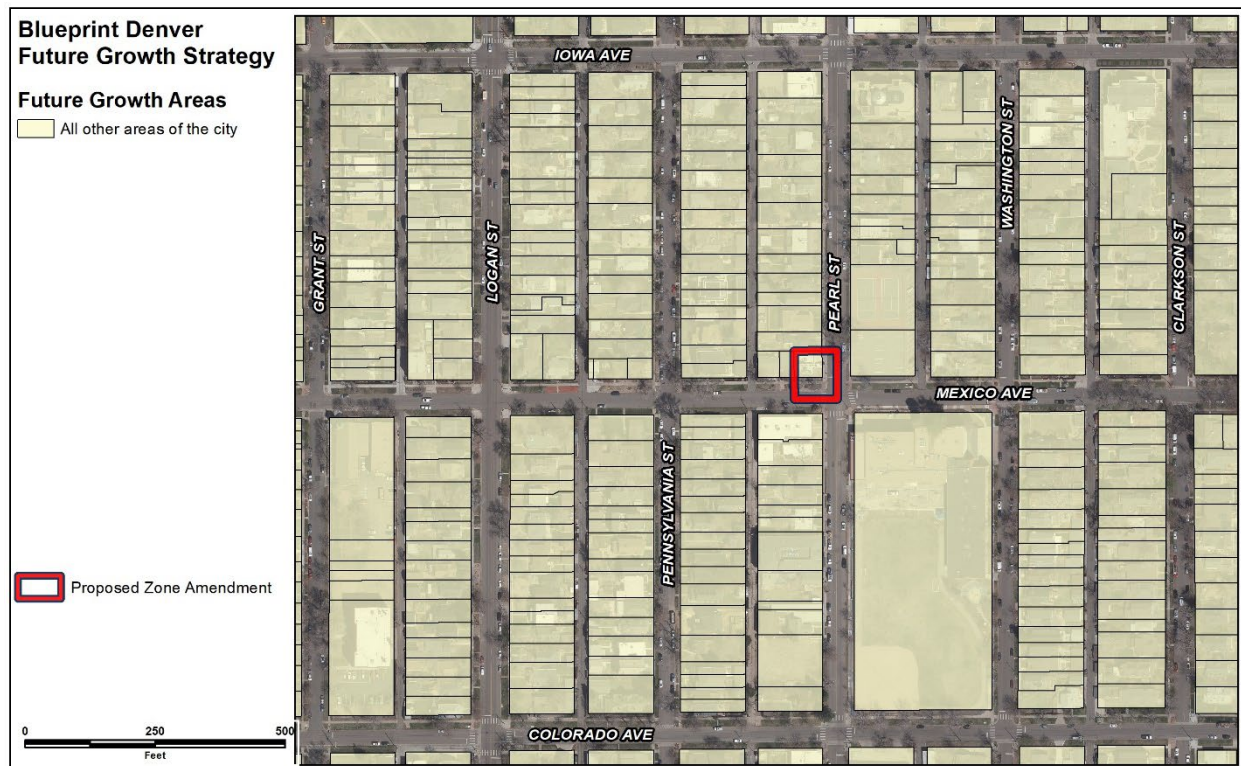 Blueprint Denver
Future Growth Strategy
Future Growth Areas
All other areas of the city
Proposed Zone Amendment
0 250 500
Feet
IOWA AVE
GRANT ST
LOGAN ST
PENNSYLVANIA ST
PEARL ST
WASHINGTON ST
CLARKSON ST
MEXICO AVE
COLORADO AVE